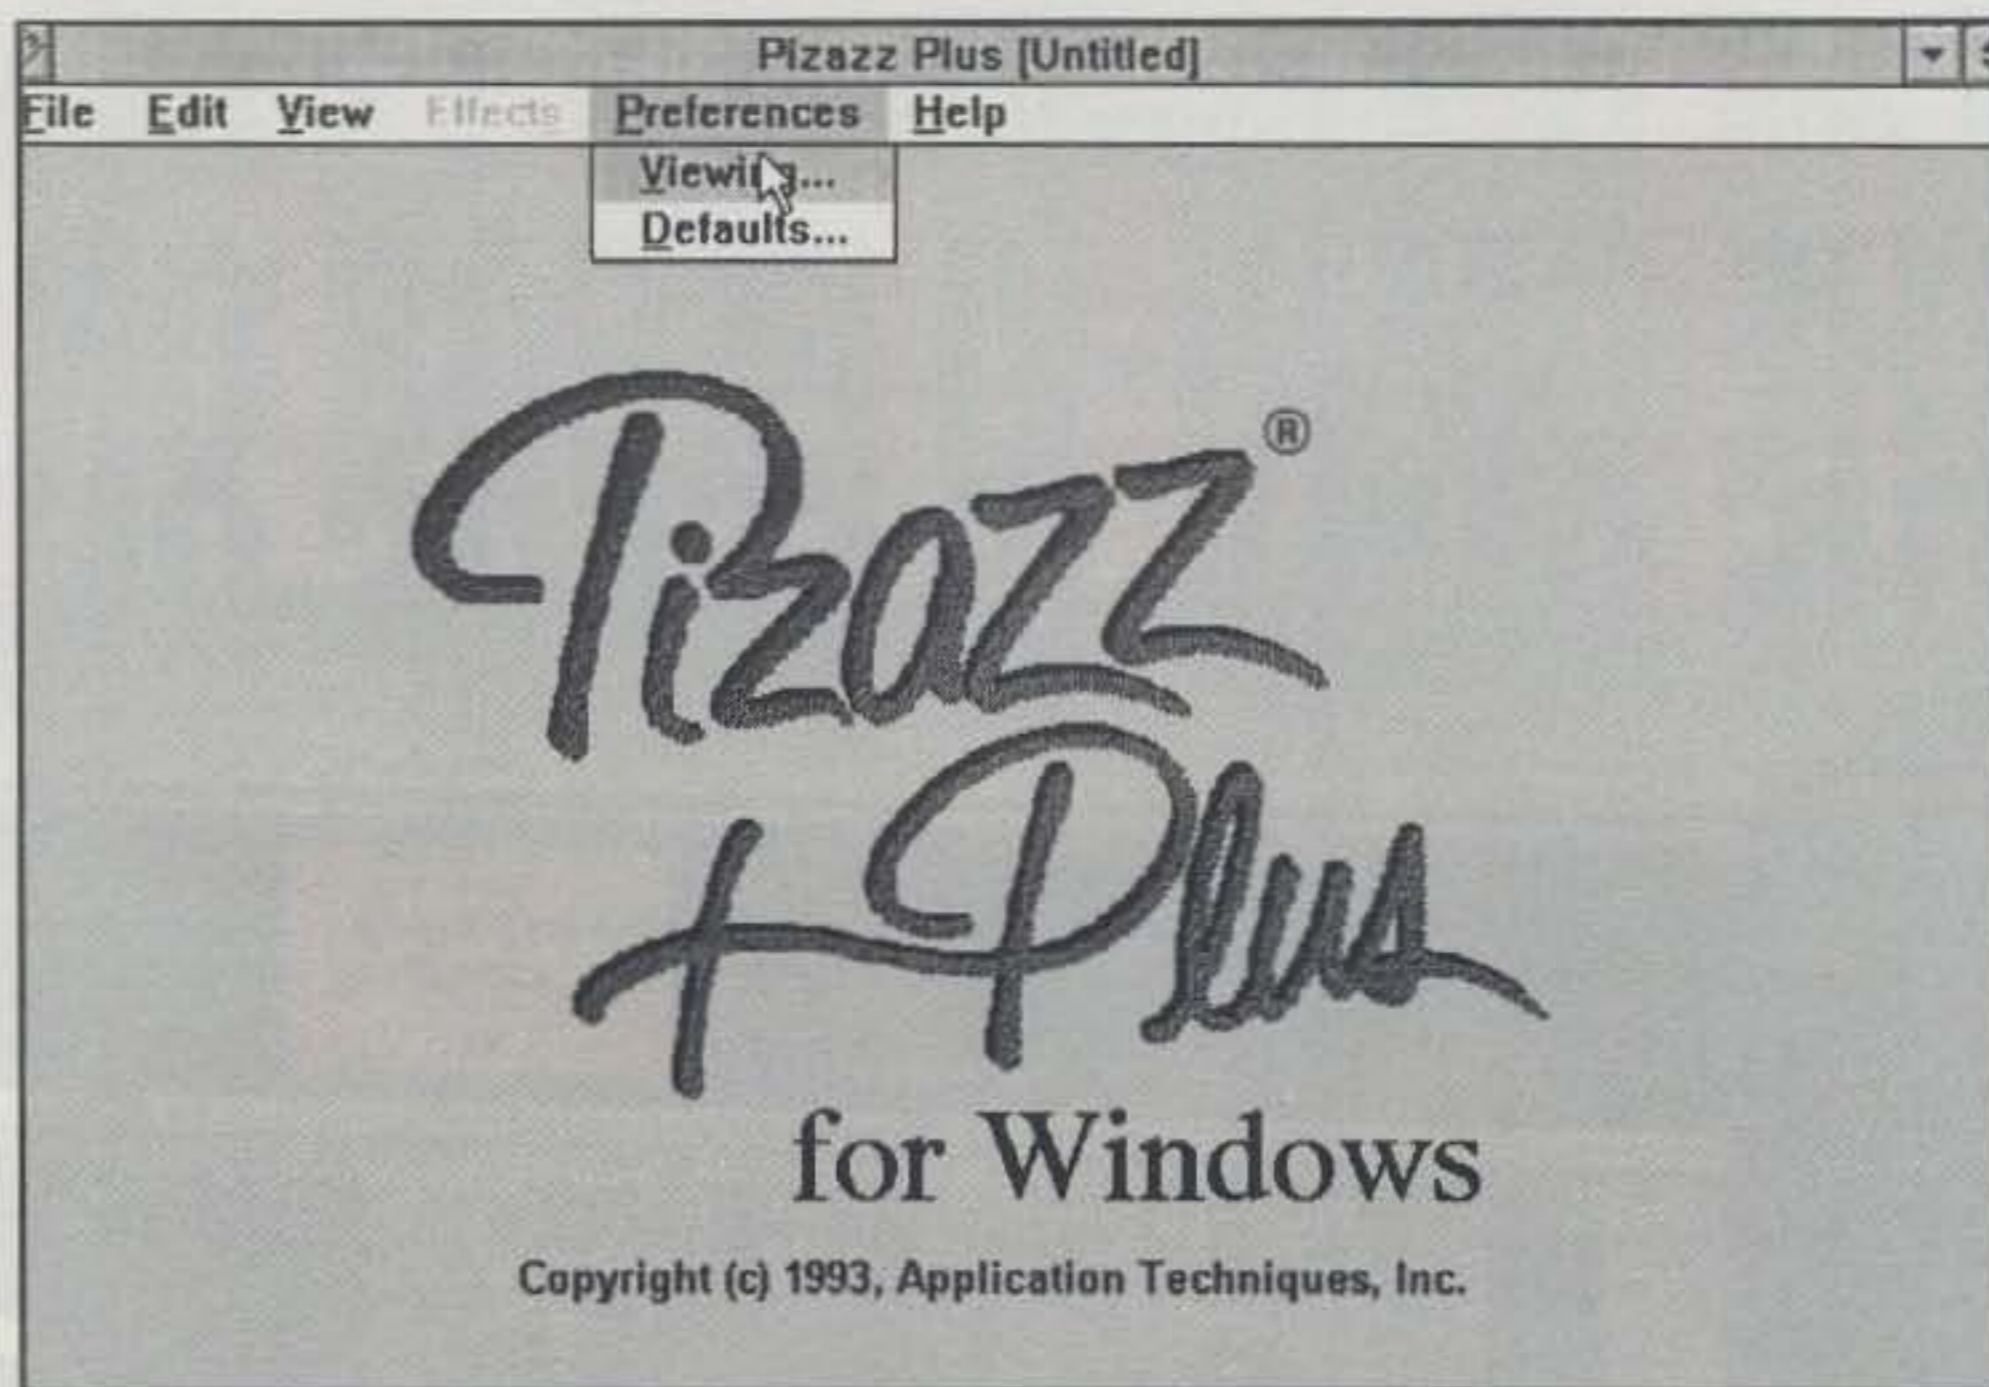 Pizazz Plus [Untitled]
File Edit View Effects Preferences Help
Viewing...
Defaults...
Pizazz®
+Plus
for Windows
Copyright (c) 1993, Application Techniques, Inc.